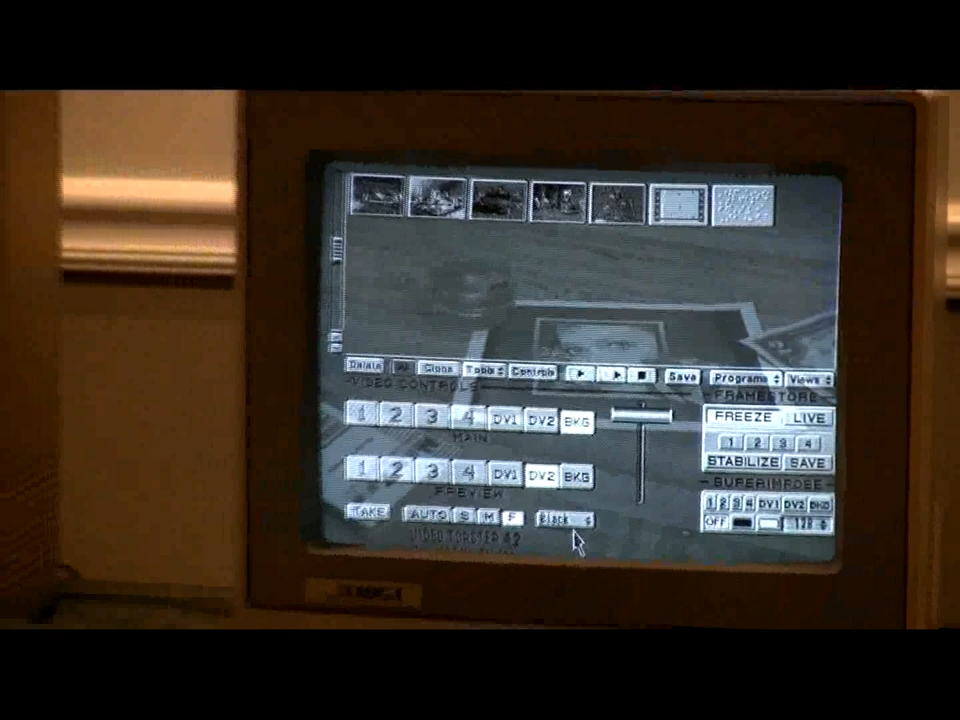 Delete Clone Tools Controls Save Programs Views
VIDEO CONTROLS
FRAMESTORE
1 2 3 4 DV1 DV2 BKG
MAIN
FREEZE LIVE
1 2 3 4
STABILIZE SAVE
1 2 3 4 DV1 DV2 BKG
PREVIEW
SUPERIMPOSE
1 2 3 4 DV1 DV2 BKG
OFF 128
TAKE AUTO S M F Black
VIDEO TOASTER 4.2